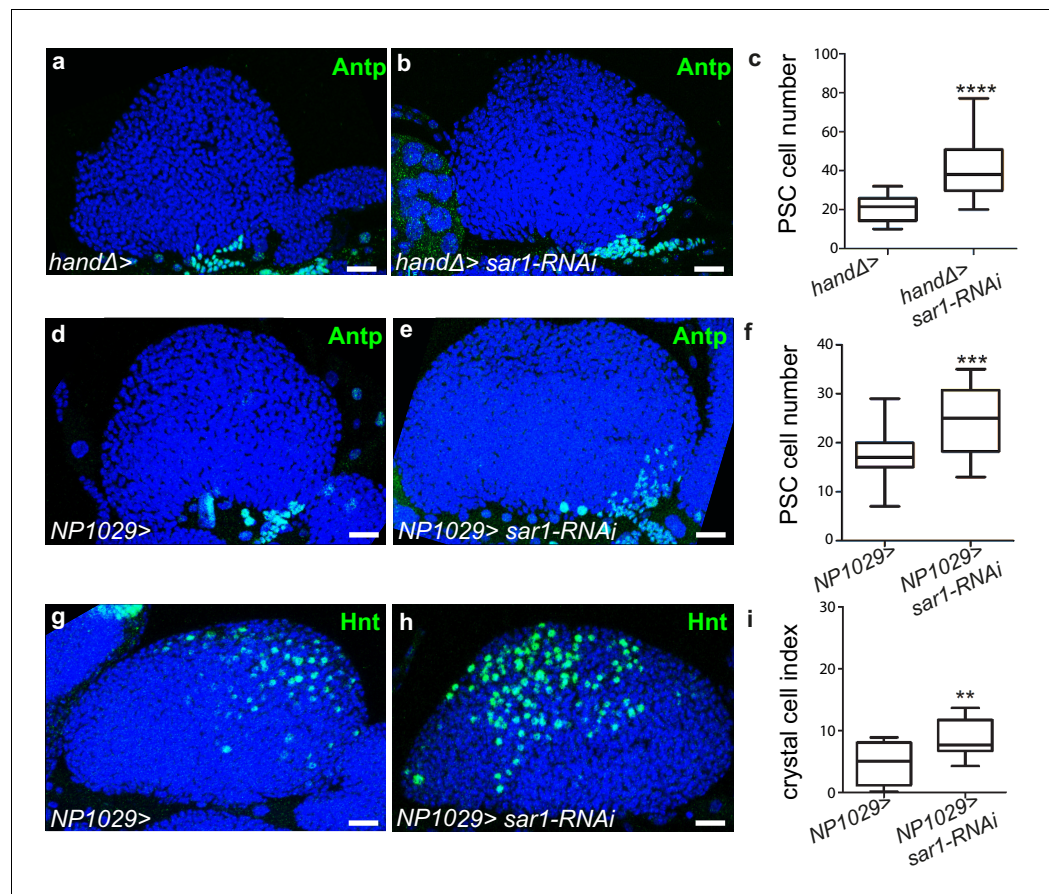 a
Antp
handΔ>
b
Antp
handΔ> sar1-RNAi
c
PSC cell number
100
80
60
40
20
0
****
handΔ>
handΔ>
sar1-RNAi
d
Antp
NP1029>
e
Antp
NP1029> sar1-RNAi
f
PSC cell number
40
30
20
10
0
***
NP1029>
NP1029>
sar1-RNAi
g
Hnt
NP1029>
h
Hnt
NP1029> sar1-RNAi
i
crystal cell index
30
20
10
0
**
NP1029>
NP1029>
sar1-RNAi